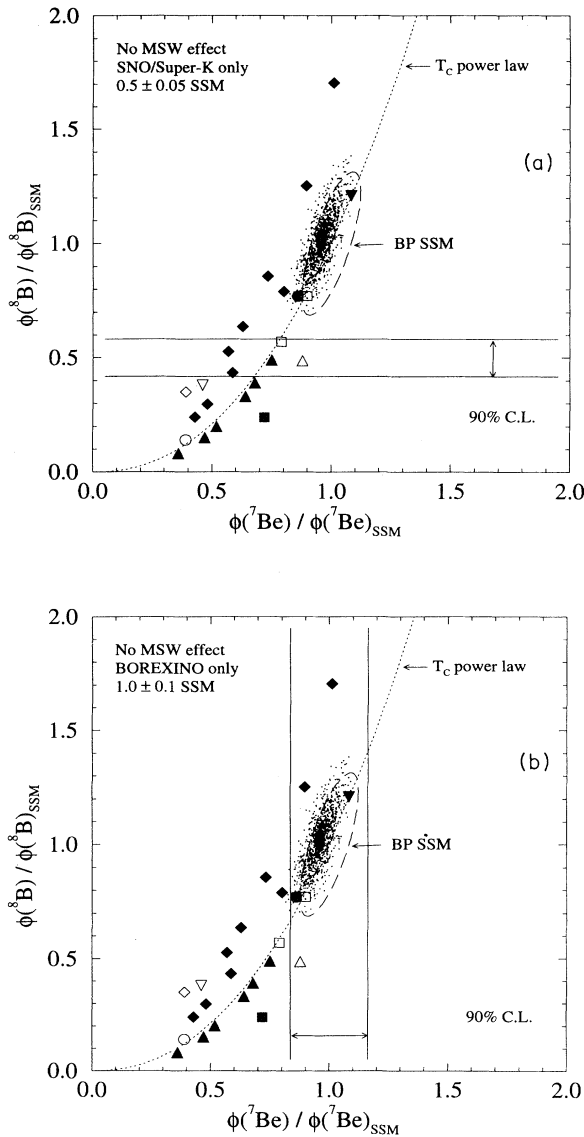 2.0
No MSW effect
SNO/Super-K only
0.5 ± 0.05 SSM
T_C power law
1.5
(a)
BP SSM
1.0
ϕ(⁸B) / ϕ(⁸B)_SSM
0.5
90% C.L.
0.0
0.0 0.5 1.0 1.5 2.0
ϕ(⁷Be) / ϕ(⁷Be)_SSM
2.0
No MSW effect
BOREXINO only
1.0 ± 0.1 SSM
T_C power law
1.5
(b)
BP SSM
1.0
ϕ(⁸B) / ϕ(⁸B)_SSM
0.5
90% C.L.
0.0
0.0 0.5 1.0 1.5 2.0
ϕ(⁷Be) / ϕ(⁷Be)_SSM